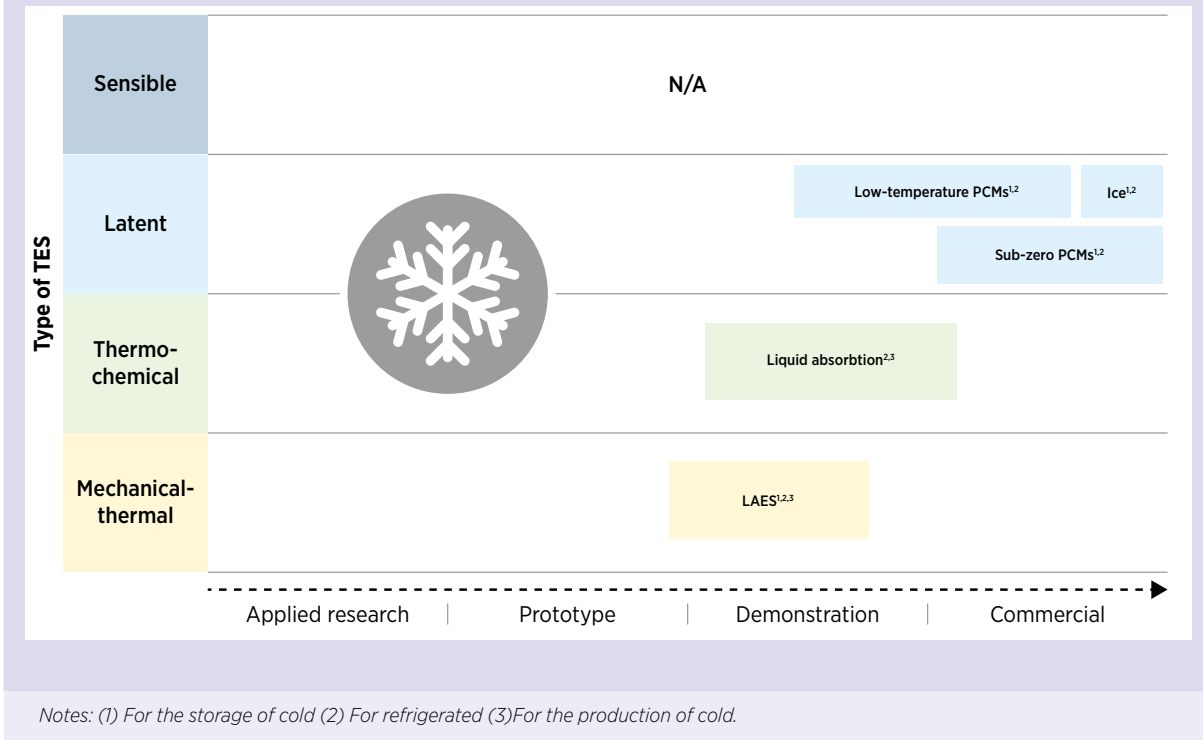 Type of TES
Sensible
N/A
Latent
Low-temperature PCMs¹,²
Ice¹,²
Sub-zero PCMs¹,²
Thermo-
chemical
Liquid absorbtion²,³
Mechanical-
thermal
LAES¹,²,³
Applied research | Prototype | Demonstration | Commercial
Notes: (1) For the storage of cold (2) For refrigerated (3)For the production of cold.